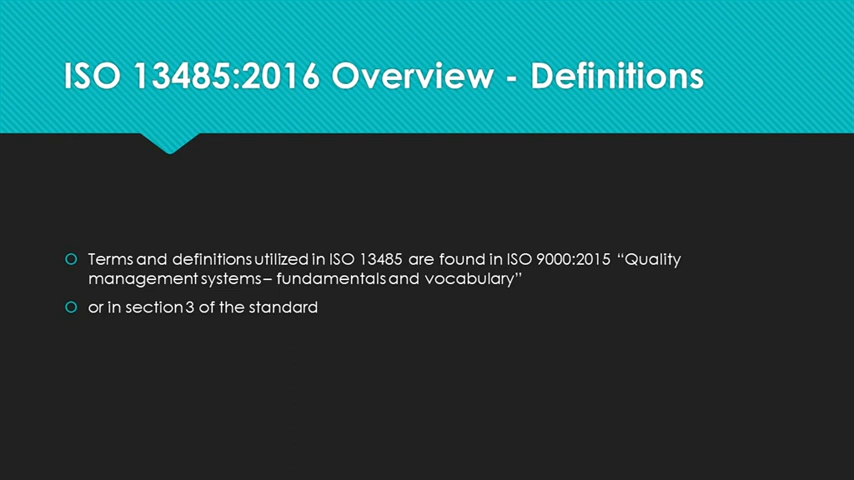 ISO 13485:2016 Overview - Definitions
Terms and definitions utilized in ISO 13485 are found in ISO 9000:2015 “Quality
management systems – fundamentals and vocabulary”
or in section 3 of the standard